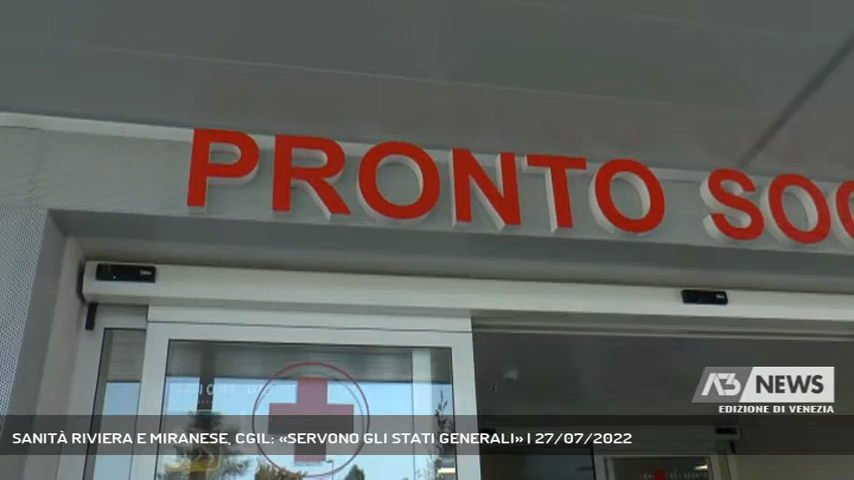 PRONTO SOC
A3 NEWS
EDIZIONE DI VENEZIA
SANITÀ RIVIERA E MIRANESE, CGIL: «SERVONO GLI STATI GENERALI» | 27/07/2022